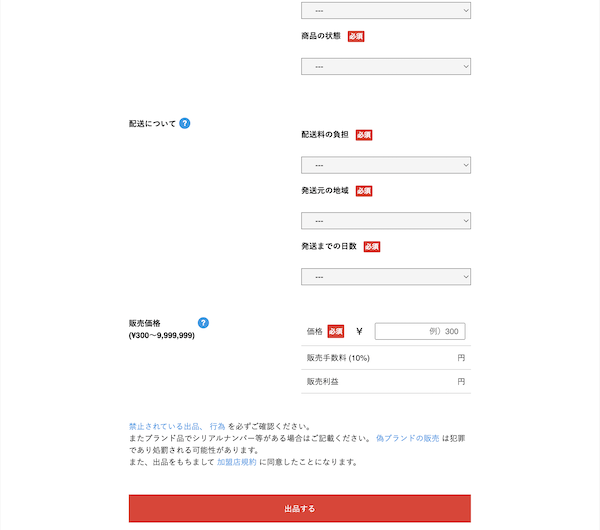 ---
商品の状態 必須
---
配送について ?
配送料の負担 必須
---
発送元の地域 必須
---
発送までの日数 必須
---
販売価格 ?
(¥300〜9,999,999)
価格 必須 ¥ 例）300
販売手数料 (10%) 円
販売利益 円
禁止されている出品、 行為 を必ずご確認ください。
またブランド品でシリアルナンバー等がある場合はご記載ください。 偽ブランドの販売 は犯罪
であり処罰される可能性があります。
また、出品をもちまして 加盟店規約 に同意したことになります。
出品する